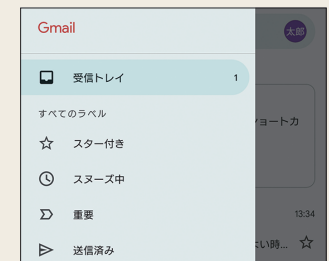 Gmail
太郎
受信トレイ 1
すべてのラベル
ショートカ
スター付き
スヌーズ中
重要 13:34
送信済み
い時...